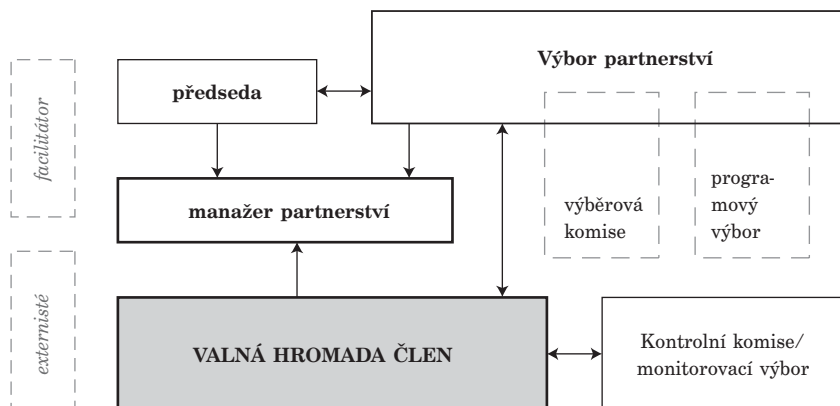 facilitátor
předseda
Výbor partnerství
manažer partnerství
výběrová
komise
progra-
mový
výbor
externisté
VALNÁ HROMADA ČLEN
Kontrolní komise/
monitorovací výbor